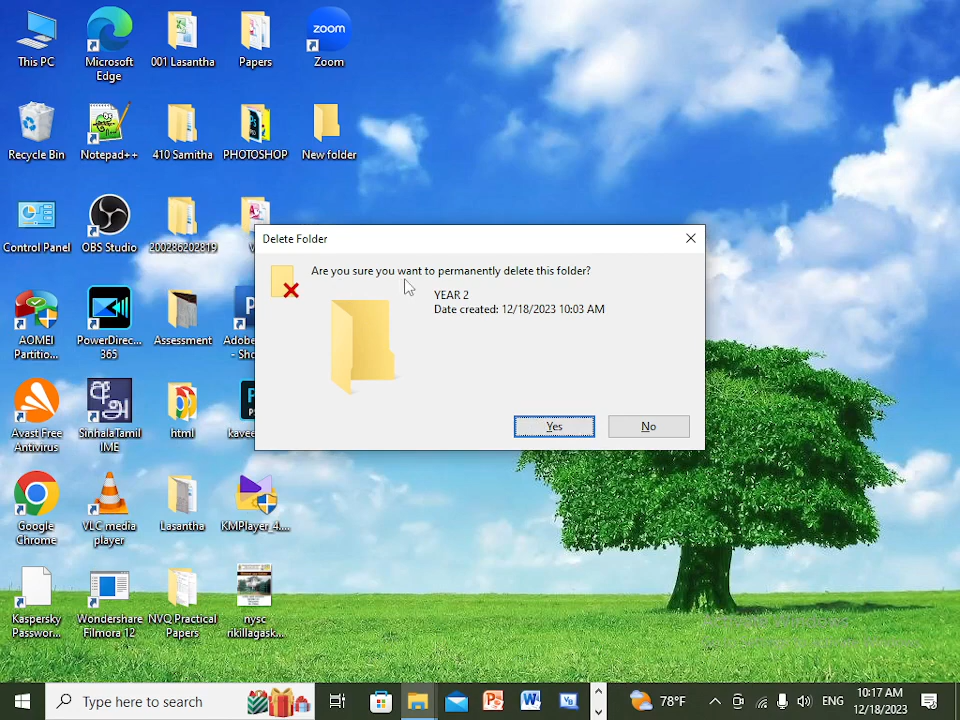 This PC
Microsoft
Edge
001 Lasantha
Papers
zoom
Zoom
Recycle Bin
Notepad++
410 Samitha
PHOTOSHOP
New folder
Control Panel
OBS Studio
200286202819
Delete Folder
Are you sure you want to permanently delete this folder?
YEAR 2
Date created: 12/18/2023 10:03 AM
Yes
No
AOMEI
Partitio...
PowerDirec...
365
Assessment
Adobe
- Sho
Avast Free
Antivirus
SinhalaTamil
IME
html
kavee
Google
Chrome
VLC media
player
Lasantha
KMPlayer_4....
Kaspersky
Passwor...
Wondershare
Filmora 12
NVQ Practical
Papers
nysc
rikillagask...
Type here to search
78°F
ENG
10:17 AM
12/18/2023